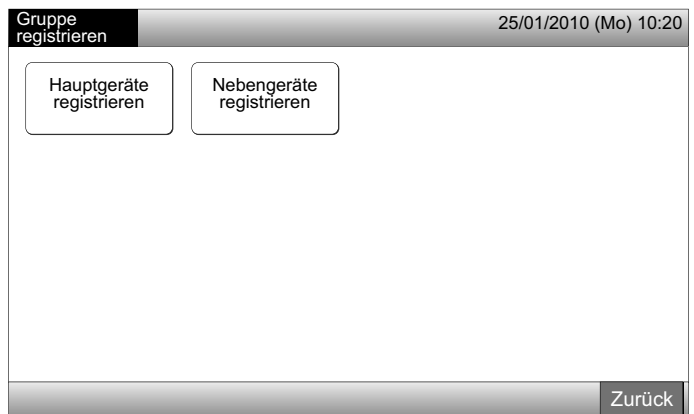 Gruppe
registrieren
25/01/2010 (Mo) 10:20
Hauptgeräte
registrieren
Nebengeräte
registrieren
Zurück